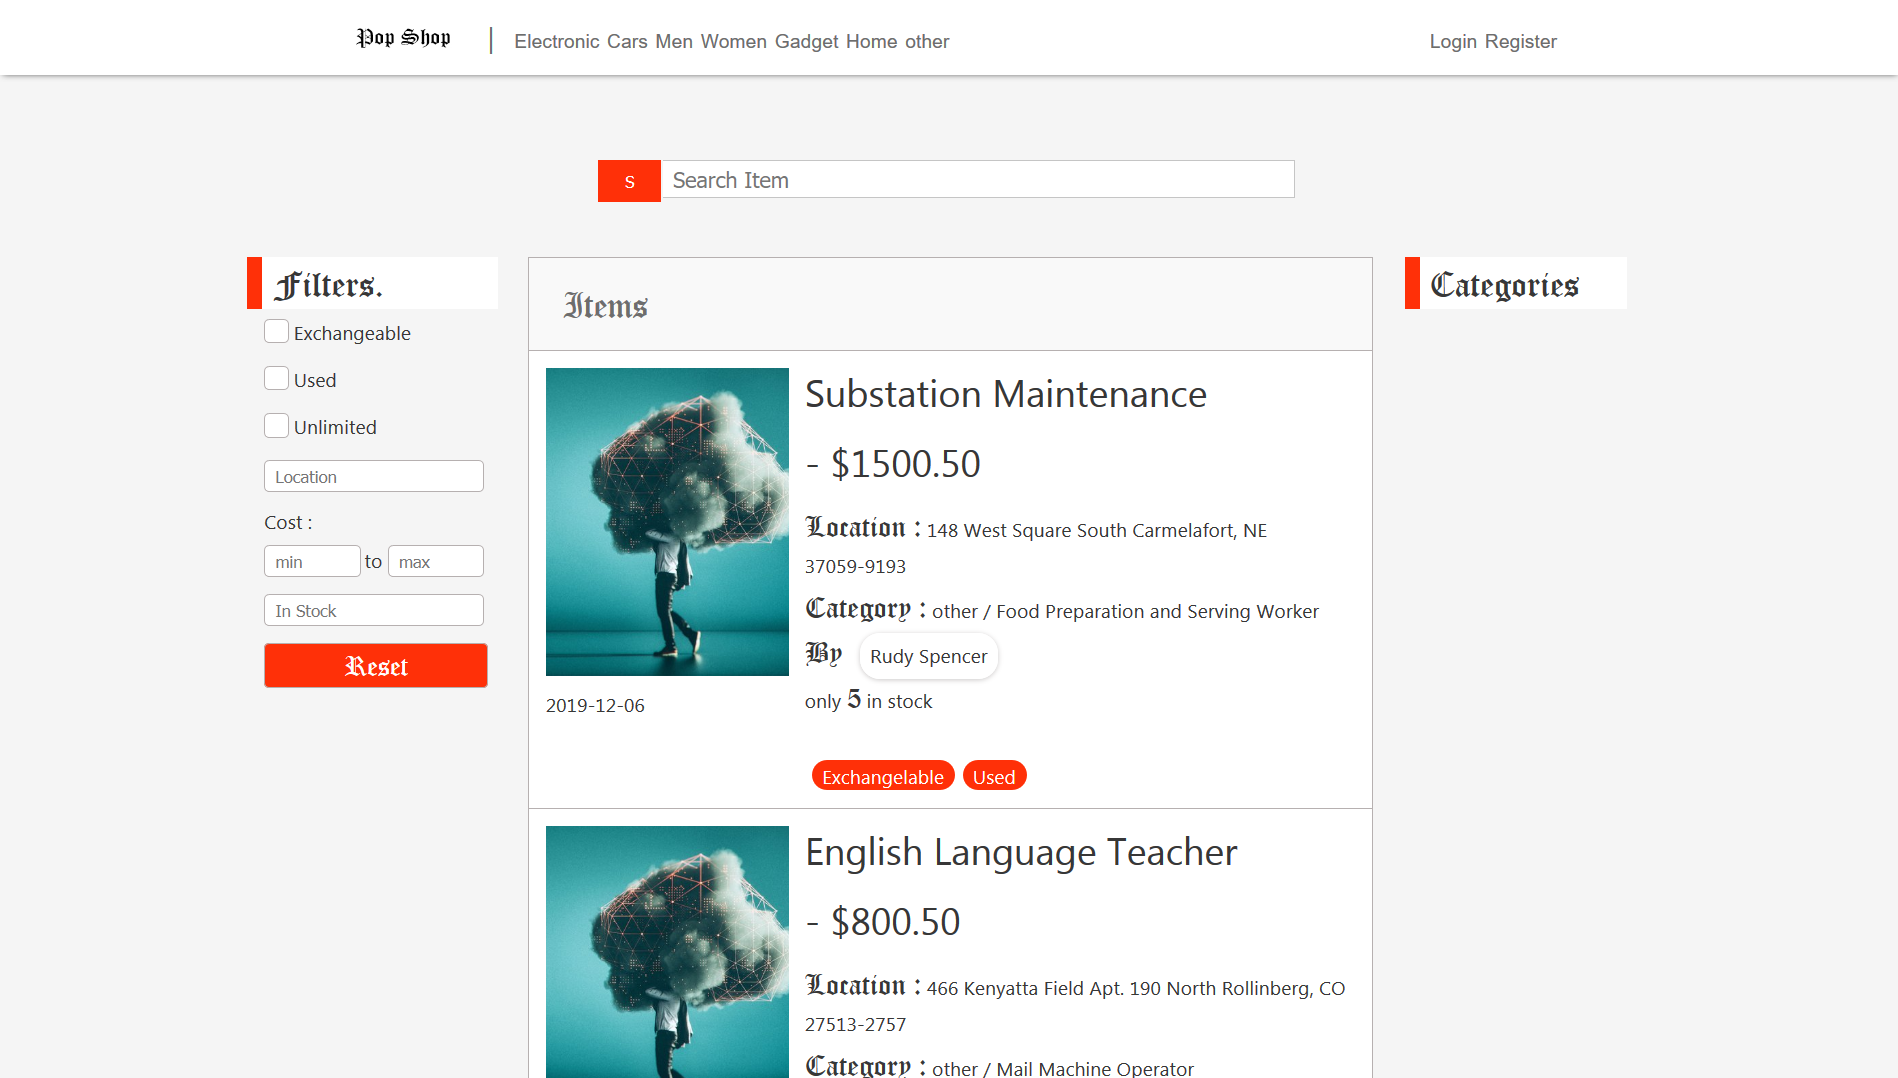 Pop Shop | Electronic Cars Men Women Gadget Home other Login Register
S Search Item
Filters.
Exchangeable
Used
Unlimited
Location
Cost :
min to max
In Stock
Reset
Items
Substation Maintenance
- $1500.50
Location : 148 West Square South Carmelafort, NE
37059-9193
Category : other / Food Preparation and Serving Worker
By Rudy Spencer
only 5 in stock
2019-12-06
Exchangelable Used
English Language Teacher
- $800.50
Location : 466 Kenyatta Field Apt. 190 North Rollinberg, CO
27513-2757
Category : other / Mail Machine Operator
Categories